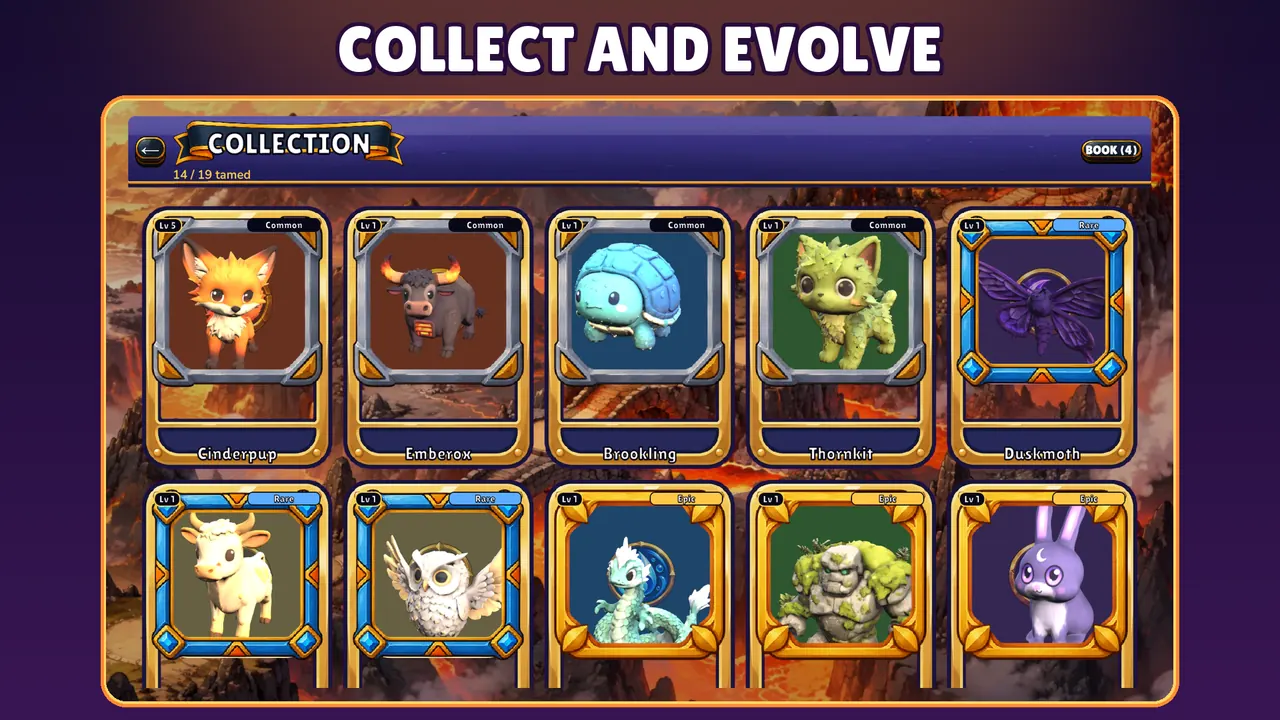 COLLECT AND EVOLVE
COLLECTION
14 / 19 tamed
BOOK (4)
Lv 5 Common
Lv 1 Common
Lv 1 Common
Lv 1 Common
Lv 1 Rare
Cinderpup
Emberox
Brookling
Thornkit
Duskmoth
Lv 1 Rare
Lv 1 Rare
Lv 1 Epic
Lv 1 Epic
Lv 1 Epic